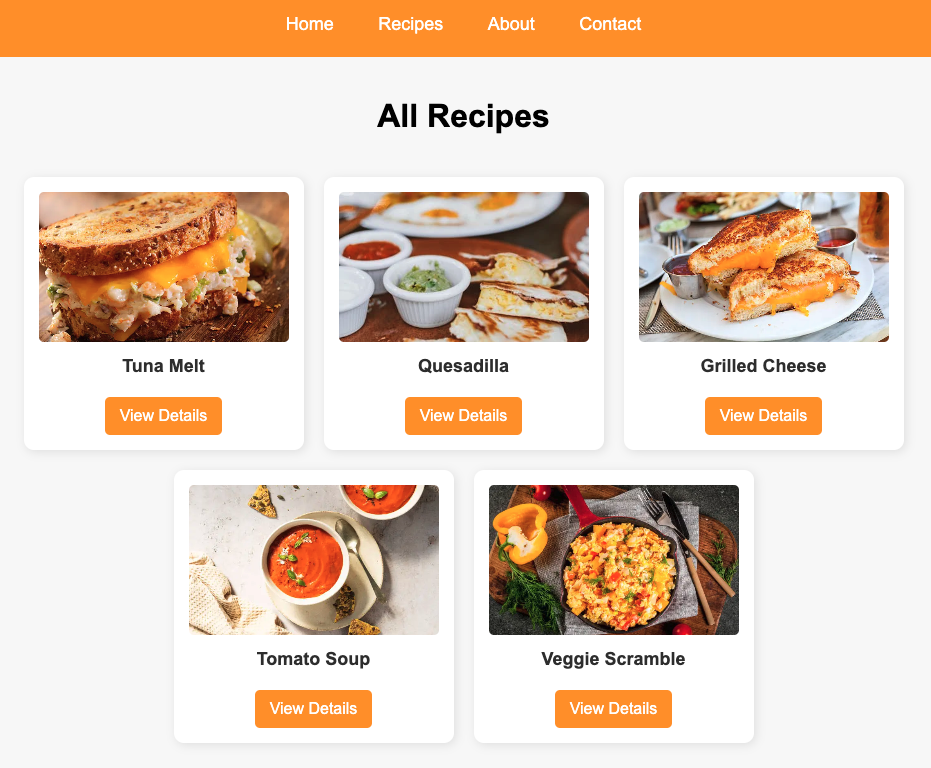 Home Recipes About Contact
All Recipes
Tuna Melt Quesadilla Grilled Cheese
View Details View Details View Details
Tomato Soup Veggie Scramble
View Details View Details